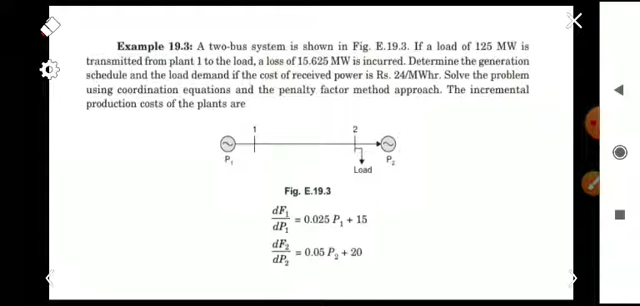 Example 19.3: A two-bus system is shown in Fig. E.19.3. If a load of 125 MW is
transmitted from plant 1 to the load, a loss of 15.625 MW is incurred. Determine the generation
schedule and the load demand if the cost of received power is Rs. 24/MWhr. Solve the problem
using coordination equations and the penalty factor method approach. The incremental
production costs of the plants are
1 2
P₁ P₂
Load
Fig. E.19.3
dF₁/dP₁ = 0.025 P₁ + 15
dF₂/dP₂ = 0.05 P₂ + 20